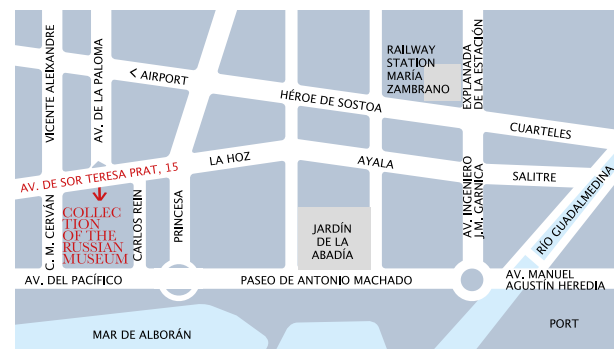 VICENTE ALEIXANDRE
AV. DE LA PALOMA
< AIRPORT
HÉROE DE SOSTOA
RAILWAY
STATION
MARÍA
ZAMBRANO
EXPLANADA
DE LA ESTACIÓN
CUARTELES
AV. DE SOR TERESA PRAT, 15
LA HOZ
AYALA
SALITRE
C. M. CERVÁN
COLLEC
TION
OF THE
RUSSIAN
MUSEUM
CARLOS REIN
PRINCESA
JARDÍN
DE LA
ABADÍA
AV. INGENIERO
J.M. GARNICA
RÍO GUADALMEDINA
AV. DEL PACÍFICO
PASEO DE ANTONIO MACHADO
AV. MANUEL
AGUSTÍN HEREDIA
MAR DE ALBORÁN
PORT